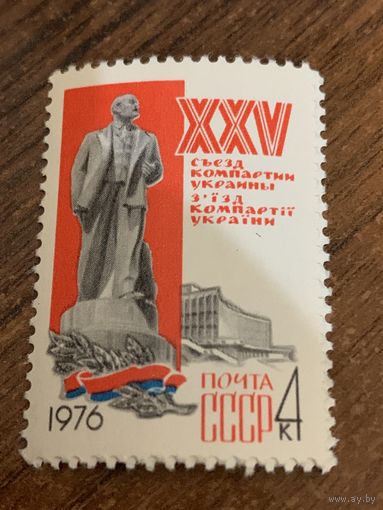 XXV
съезд
компартии
украины
з'їзд
компартії
україни
ПОЧТА
СССР 4
к
1976
www.ay.by